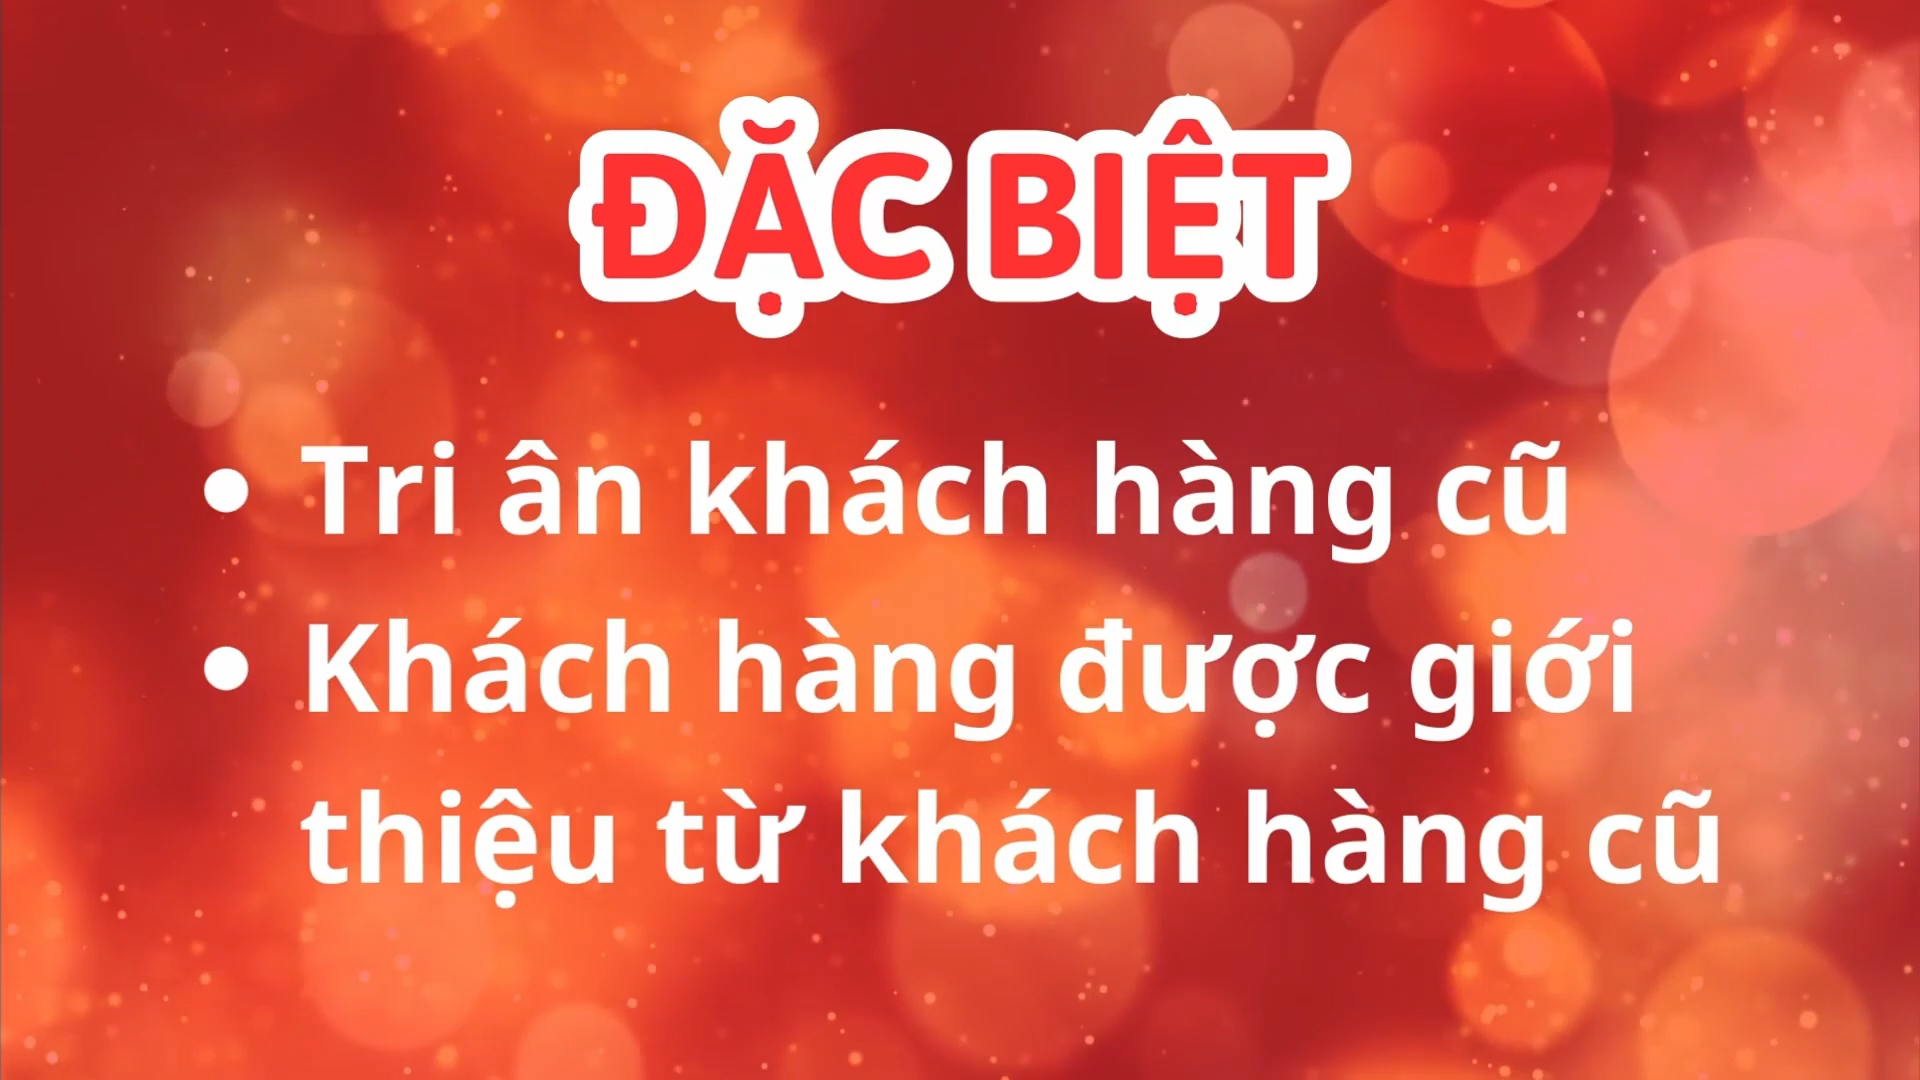 ĐẶC BIỆT
• Tri ân khách hàng cũ
• Khách hàng được giới
thiệu từ khách hàng cũ